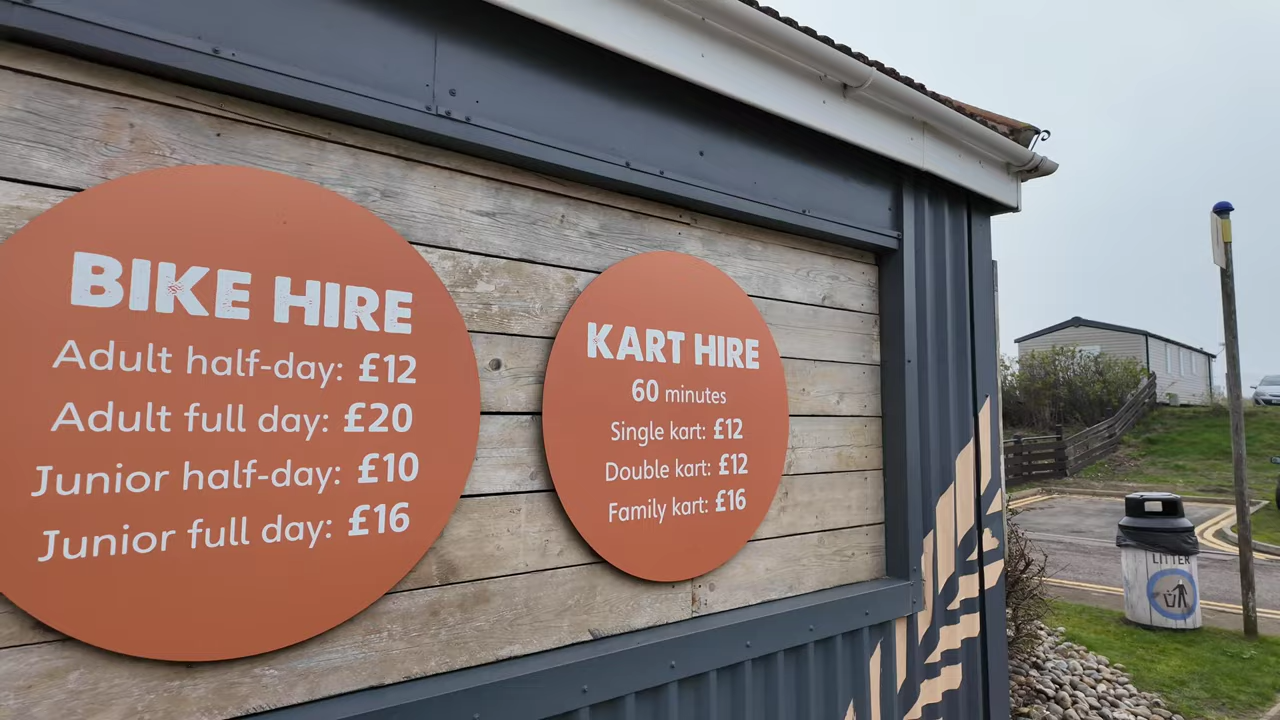 BIKE HIRE
Adult half-day: £12
Adult full day: £20
Junior half-day: £10
Junior full day: £16
KART HIRE
60 minutes
Single kart: £12
Double kart: £12
Family kart: £16
LITTER